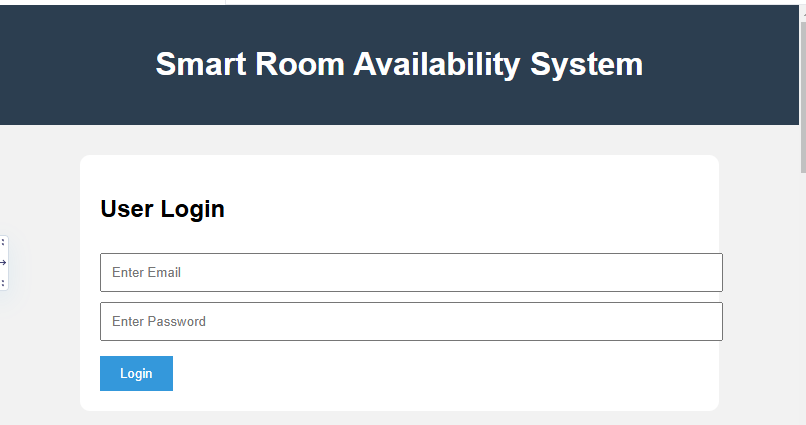 Smart Room Availability System
User Login
Enter Email
Enter Password
Login